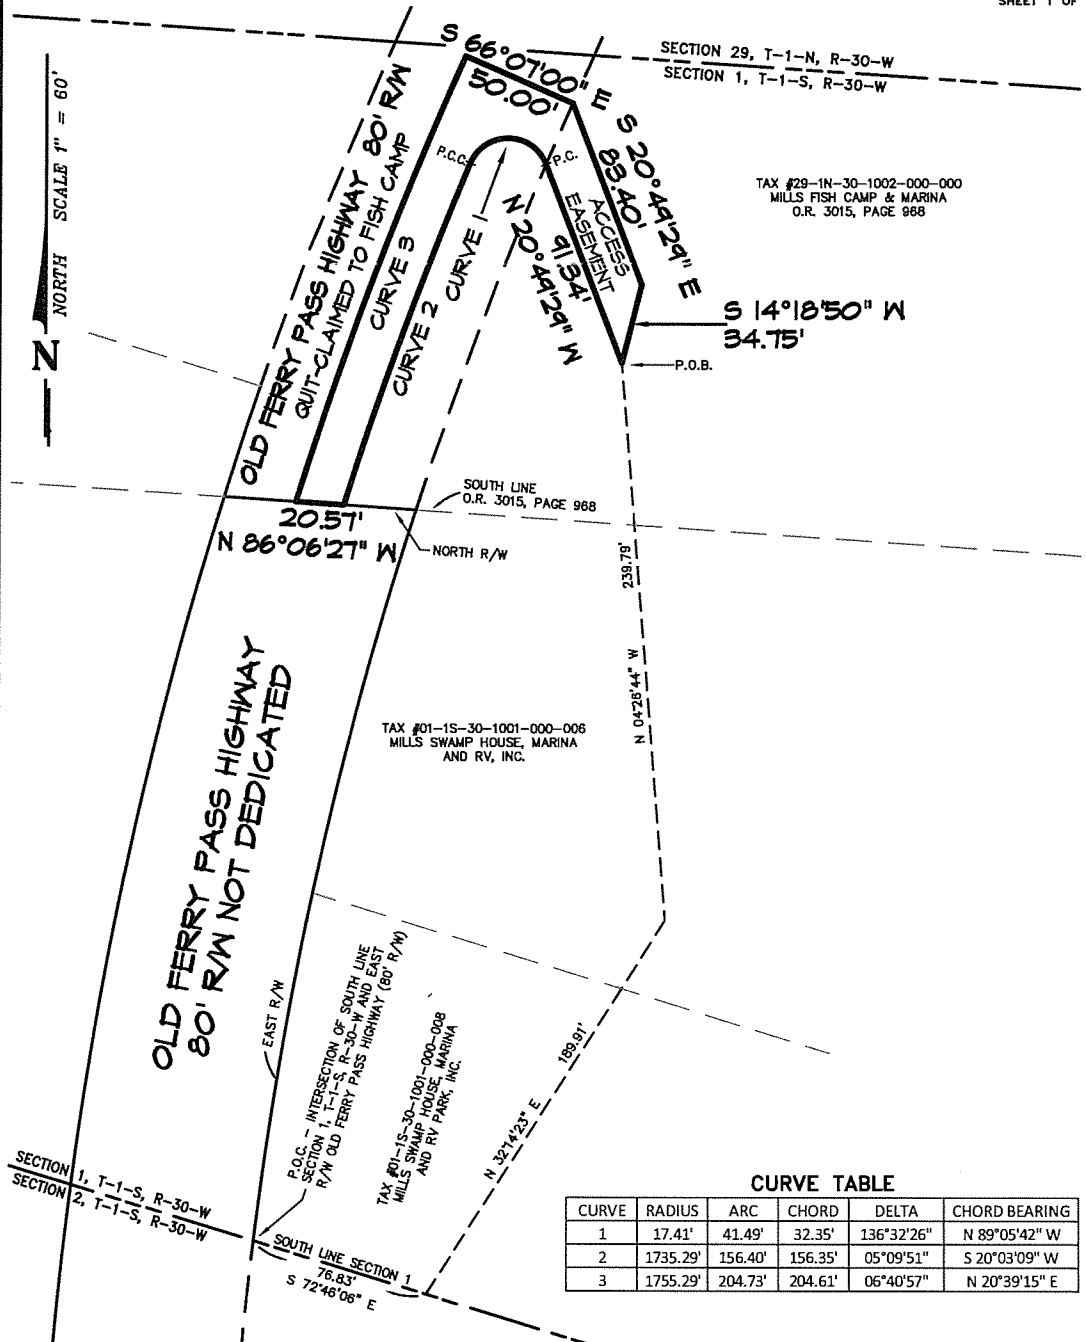 SHEET 1 OF
S 66°07'00" E
50.00'
SECTION 29, T-1-N, R-30-W
SECTION 1, T-1-S, R-30-W
NORTH SCALE 1" = 60'
N
OLD FERRY PASS HIGHWAY 80' R/W
QUIT-CLAIMED TO FISH CAMP
CURVE 3
CURVE 2
CURVE 1
P.C.C.
P.C.
S 20°49'29" E
83.40'
ACCESS
EASEMENT
91.34'
N 20°49'29" W
TAX #29-1N-30-1002-000-000
MILLS FISH CAMP & MARINA
O.R. 3015, PAGE 968
S 14°18'50" W
34.75'
P.O.B.
SOUTH LINE
O.R. 3015, PAGE 968
20.57'
N 86°06'27" W
NORTH R/W
239.79'
N 04°26'44" W
OLD FERRY PASS HIGHWAY
80' R/W NOT DEDICATED
TAX #01-1S-30-1001-000-006
MILLS SWAMP HOUSE, MARINA
AND RV, INC.
EAST R/W
P.O.C. - INTERSECTION OF SOUTH LINE
SECTION 1, T-1-S, R-30-W AND EAST
R/W OLD FERRY PASS HIGHWAY (80' R/W)
TAX #01-1S-30-1001-000-008
MILLS SWAMP HOUSE, MARINA
AND RV PARK, INC.
189.91'
N 32°14'23" E
SECTION 1, T-1-S, R-30-W
SECTION 2, T-1-S, R-30-W
SOUTH LINE SECTION 1
76.83'
S 72°46'06" E
CURVE TABLE
CURVE RADIUS ARC CHORD DELTA CHORD BEARING
1 17.41' 41.49' 32.35' 136°32'26" N 89°05'42" W
2 1735.29' 156.40' 156.35' 05°09'51" S 20°03'09" W
3 1755.29' 204.73' 204.61' 06°40'57" N 20°39'15" E